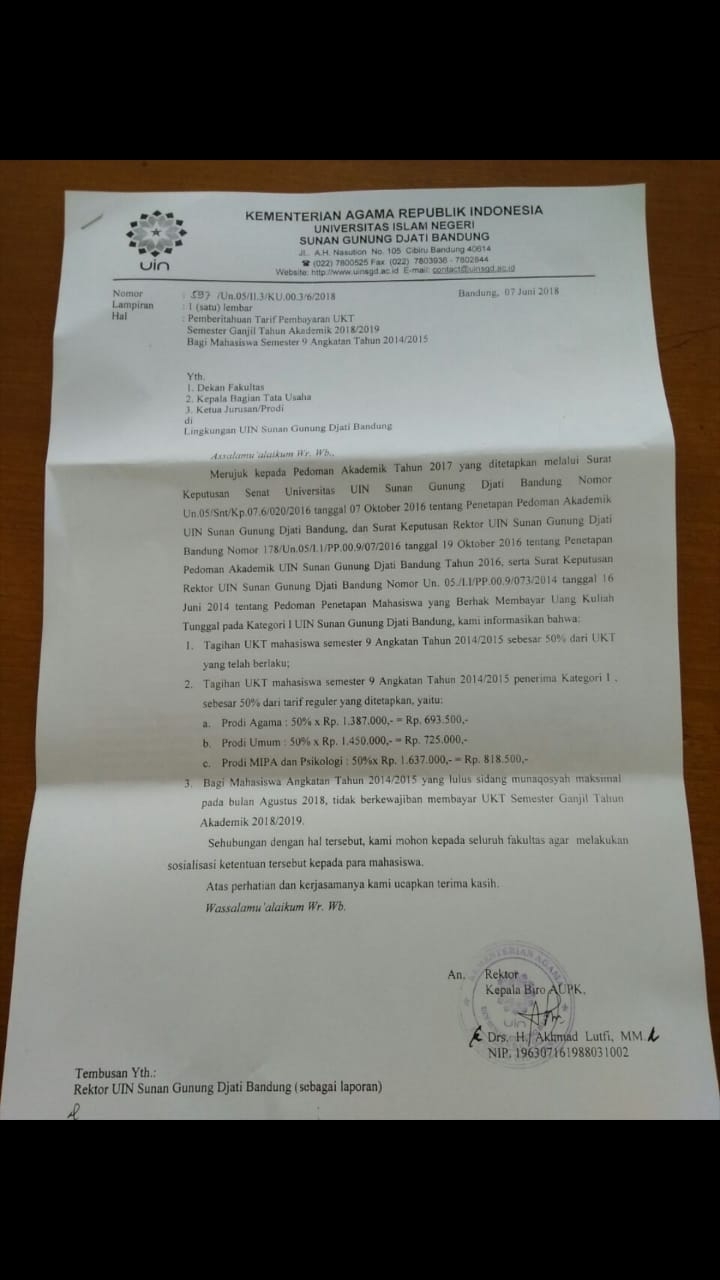 KEMENTERIAN AGAMA REPUBLIK INDONESIA
UNIVERSITAS ISLAM NEGERI
SUNAN GUNUNG DJATI BANDUNG
JL. A.H. Nasution No. 105 Cibiru Bandung 40614
☎ (022) 7800525 Fax (022) 7803936 - 7802844
Website: http://www.uinsgd.ac.id E-mail: contact@uinsgd.ac.id
uin
Nomor : 597 /Un.05/II.3/KU.00.3/6/2018 Bandung, 07 Juni 2018
Lampiran : 1 (satu) lembar
Hal : Pemberitahuan Tarif Pembayaran UKT
Semester Ganjil Tahun Akademik 2018/2019
Bagi Mahasiswa Semester 9 Angkatan Tahun 2014/2015
Yth.
1. Dekan Fakultas
2. Kepala Bagian Tata Usaha
3. Ketua Jurusan/Prodi
di
Lingkungan UIN Sunan Gunung Djati Bandung
Assalamu'alaikum Wr. Wb.,
Merujuk kepada Pedoman Akademik Tahun 2017 yang ditetapkan melalui Surat
Keputusan Senat Universitas UIN Sunan Gunung Djati Bandung Nomor
Un.05/Snt/Kp.07.6/020/2016 tanggal 07 Oktober 2016 tentang Penetapan Pedoman Akademik
UIN Sunan Gunung Djati Bandung, dan Surat Keputusan Rektor UIN Sunan Gunung Djati
Bandung Nomor 178/Un.05/I.1/PP.00.9/07/2016 tanggal 19 Oktober 2016 tentang Penetapan
Pedoman Akademik UIN Sunan Gunung Djati Bandung Tahun 2016, serta Surat Keputusan
Rektor UIN Sunan Gunung Djati Bandung Nomor Un. 05./I.I/PP.00.9/073/2014 tanggal 16
Juni 2014 tentang Pedoman Penetapan Mahasiswa yang Berhak Membayar Uang Kuliah
Tunggal pada Kategori I UIN Sunan Gunung Djati Bandung, kami informasikan bahwa:
1. Tagihan UKT mahasiswa semester 9 Angkatan Tahun 2014/2015 sebesar 50% dari UKT
yang telah berlaku;
2. Tagihan UKT mahasiswa semester 9 Angkatan Tahun 2014/2015 penerima Kategori I ,
sebesar 50% dari tarif reguler yang ditetapkan, yaitu:
a. Prodi Agama : 50% x Rp. 1.387.000,- = Rp. 693.500,-
b. Prodi Umum : 50% x Rp. 1.450.000,- = Rp. 725.000,-
c. Prodi MIPA dan Psikologi : 50%x Rp. 1.637.000,- = Rp. 818.500,-
3. Bagi Mahasiswa Angkatan Tahun 2014/2015 yang lulus sidang munaqosyah maksimal
pada bulan Agustus 2018, tidak berkewajiban membayar UKT Semester Ganjil Tahun
Akademik 2018/2019.
Sehubungan dengan hal tersebut, kami mohon kepada seluruh fakultas agar melakukan
sosialisasi ketentuan tersebut kepada para mahasiswa.
Atas perhatian dan kerjasamanya kami ucapkan terima kasih.
Wassalamu'alaikum Wr. Wb.
An. Rektor
Kepala Biro AUPK,
Drs. H. Akhmad Lutfi, MM.
NIP. 196307161988031002
Tembusan Yth.:
Rektor UIN Sunan Gunung Djati Bandung (sebagai laporan)